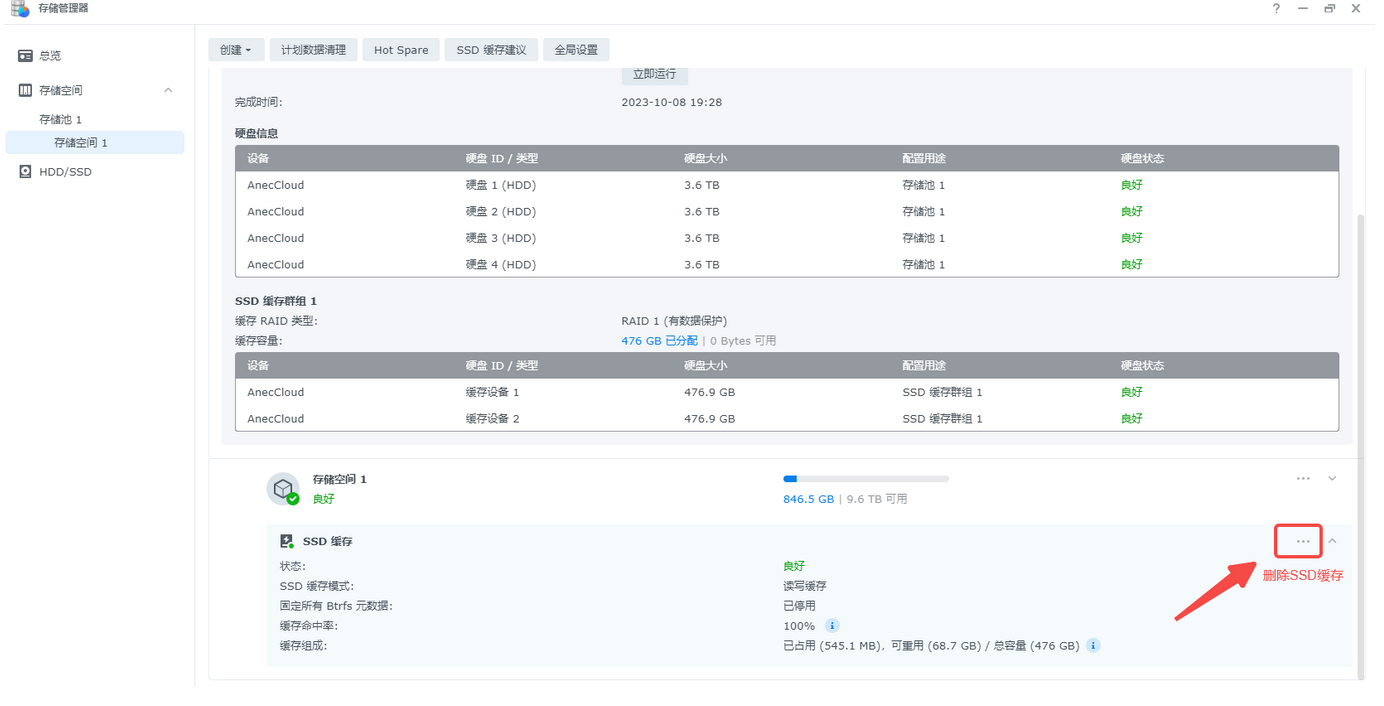 存储管理器
总览
存储空间
存储池 1
存储空间 1
HDD/SSD
创建 计划数据清理 Hot Spare SSD 缓存建议 全局设置
立即运行
完成时间: 2023-10-08 19:28
硬盘信息
设备 硬盘 ID / 类型 硬盘大小 配置用途 硬盘状态
AnecCloud 硬盘 1 (HDD) 3.6 TB 存储池 1 良好
AnecCloud 硬盘 2 (HDD) 3.6 TB 存储池 1 良好
AnecCloud 硬盘 3 (HDD) 3.6 TB 存储池 1 良好
AnecCloud 硬盘 4 (HDD) 3.6 TB 存储池 1 良好
SSD 缓存群组 1
缓存 RAID 类型: RAID 1 (有数据保护)
缓存容量: 476 GB 已分配 | 0 Bytes 可用
设备 硬盘 ID / 类型 硬盘大小 配置用途 硬盘状态
AnecCloud 缓存设备 1 476.9 GB SSD 缓存群组 1 良好
AnecCloud 缓存设备 2 476.9 GB SSD 缓存群组 1 良好
存储空间 1
良好 846.5 GB | 9.6 TB 可用
SSD 缓存
删除SSD缓存
状态: 良好
SSD 缓存模式: 读写缓存
固定所有 Btrfs 元数据: 已停用
缓存命中率: 100%
缓存组成: 已占用 (545.1 MB), 可重用 (68.7 GB) / 总容量 (476 GB)